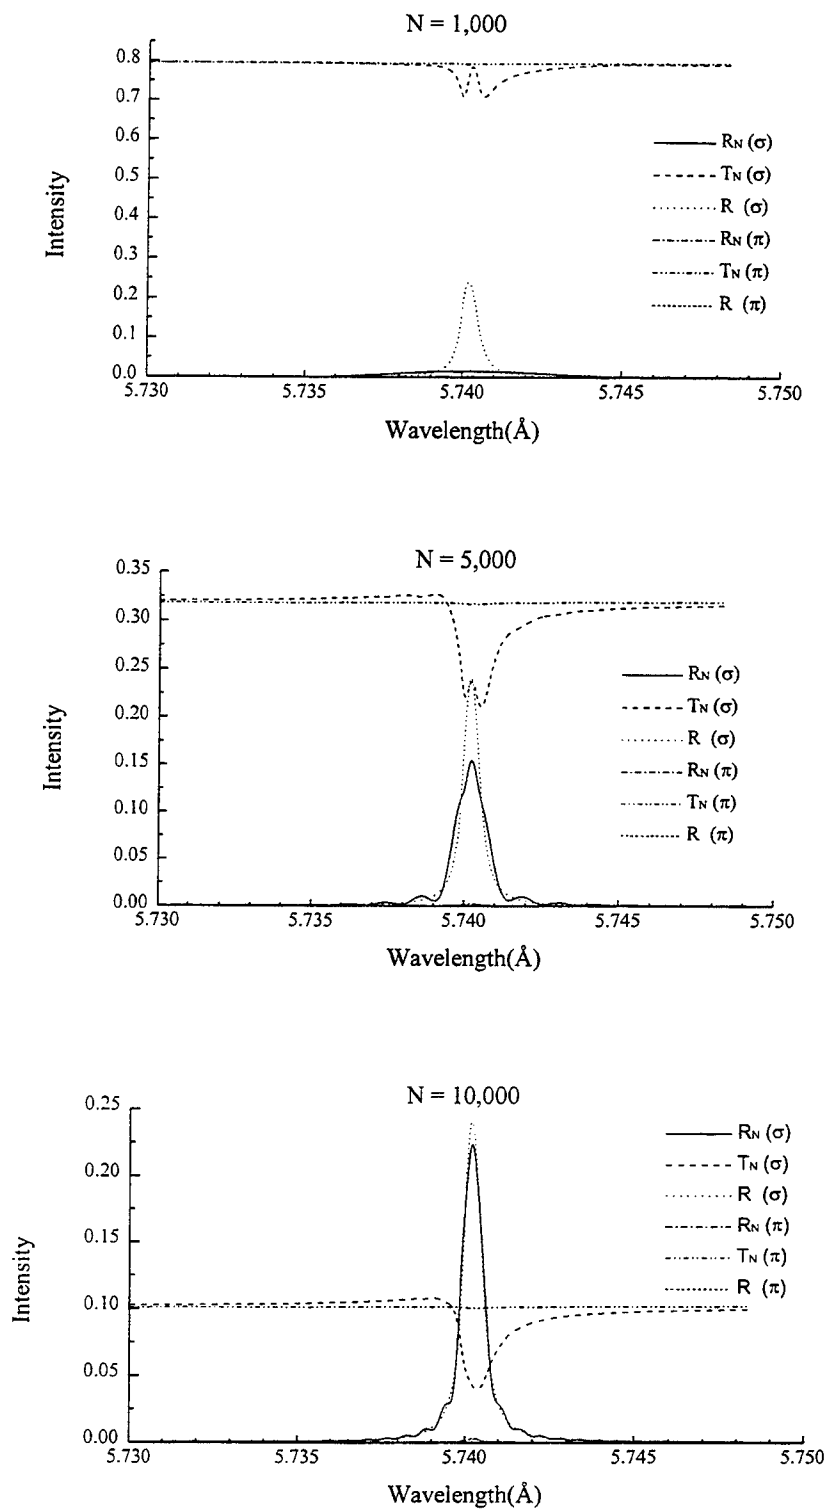 N = 1,000
0.8
0.7
0.6
0.5
0.4
0.3
0.2
0.1
0.0
Intensity
RN (σ)
TN (σ)
R (σ)
RN (π)
TN (π)
R (π)
5.730
5.735
5.740
5.745
5.750
Wavelength(Å)
N = 5,000
0.35
0.30
0.25
0.20
0.15
0.10
0.05
0.00
Intensity
RN (σ)
TN (σ)
R (σ)
RN (π)
TN (π)
R (π)
5.730
5.735
5.740
5.745
5.750
Wavelength(Å)
N = 10,000
0.25
0.20
0.15
0.10
0.05
0.00
Intensity
RN (σ)
TN (σ)
R (σ)
RN (π)
TN (π)
R (π)
5.730
5.735
5.740
5.745
5.750
Wavelength(Å)